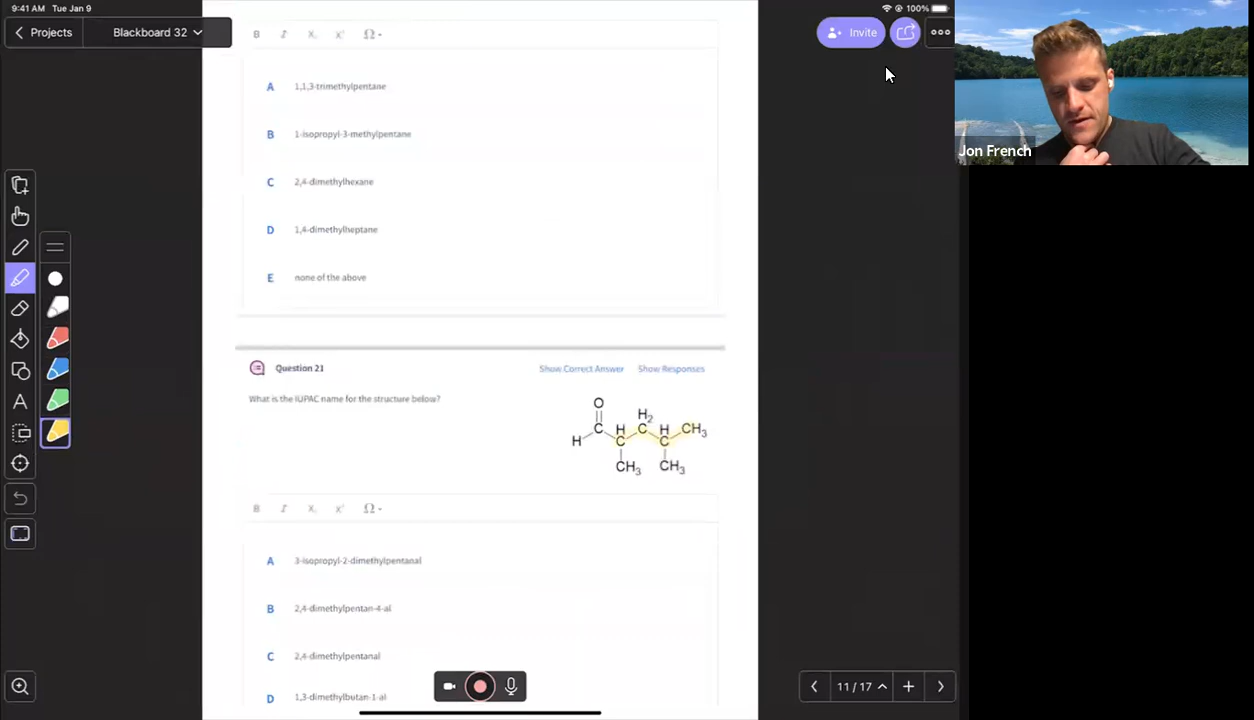 9:41 AM Tue Jan 9
100%
Projects
Blackboard 32
Invite
Jon French
B I X, X² Ω
A 1,1,3-trimethylpentane
B 1-isopropyl-3-methylpentane
C 2,4-dimethylhexane
D 1,4-dimethylheptane
E none of the above
Question 21
Show Correct Answer Show Responses
What is the IUPAC name for the structure below?
O
H₂
C H C H CH₃
H C C
CH₃ CH₃
B I X, X² Ω
A 3-isopropyl-2-dimethylpentanal
B 2,4-dimethylpentan-4-al
C 2,4-dimethylpentanal
D 1,3-dimethylbutan-1-al
A
11/17